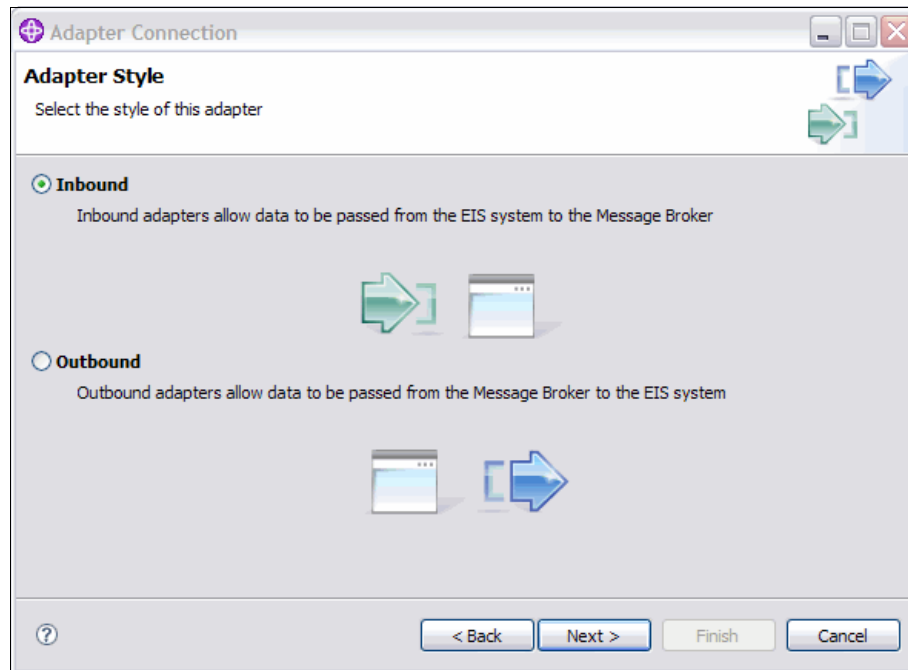 Adapter Connection
Adapter Style
Select the style of this adapter
Inbound
Inbound adapters allow data to be passed from the EIS system to the Message Broker
Outbound
Outbound adapters allow data to be passed from the Message Broker to the EIS system
?
< Back Next > Finish Cancel